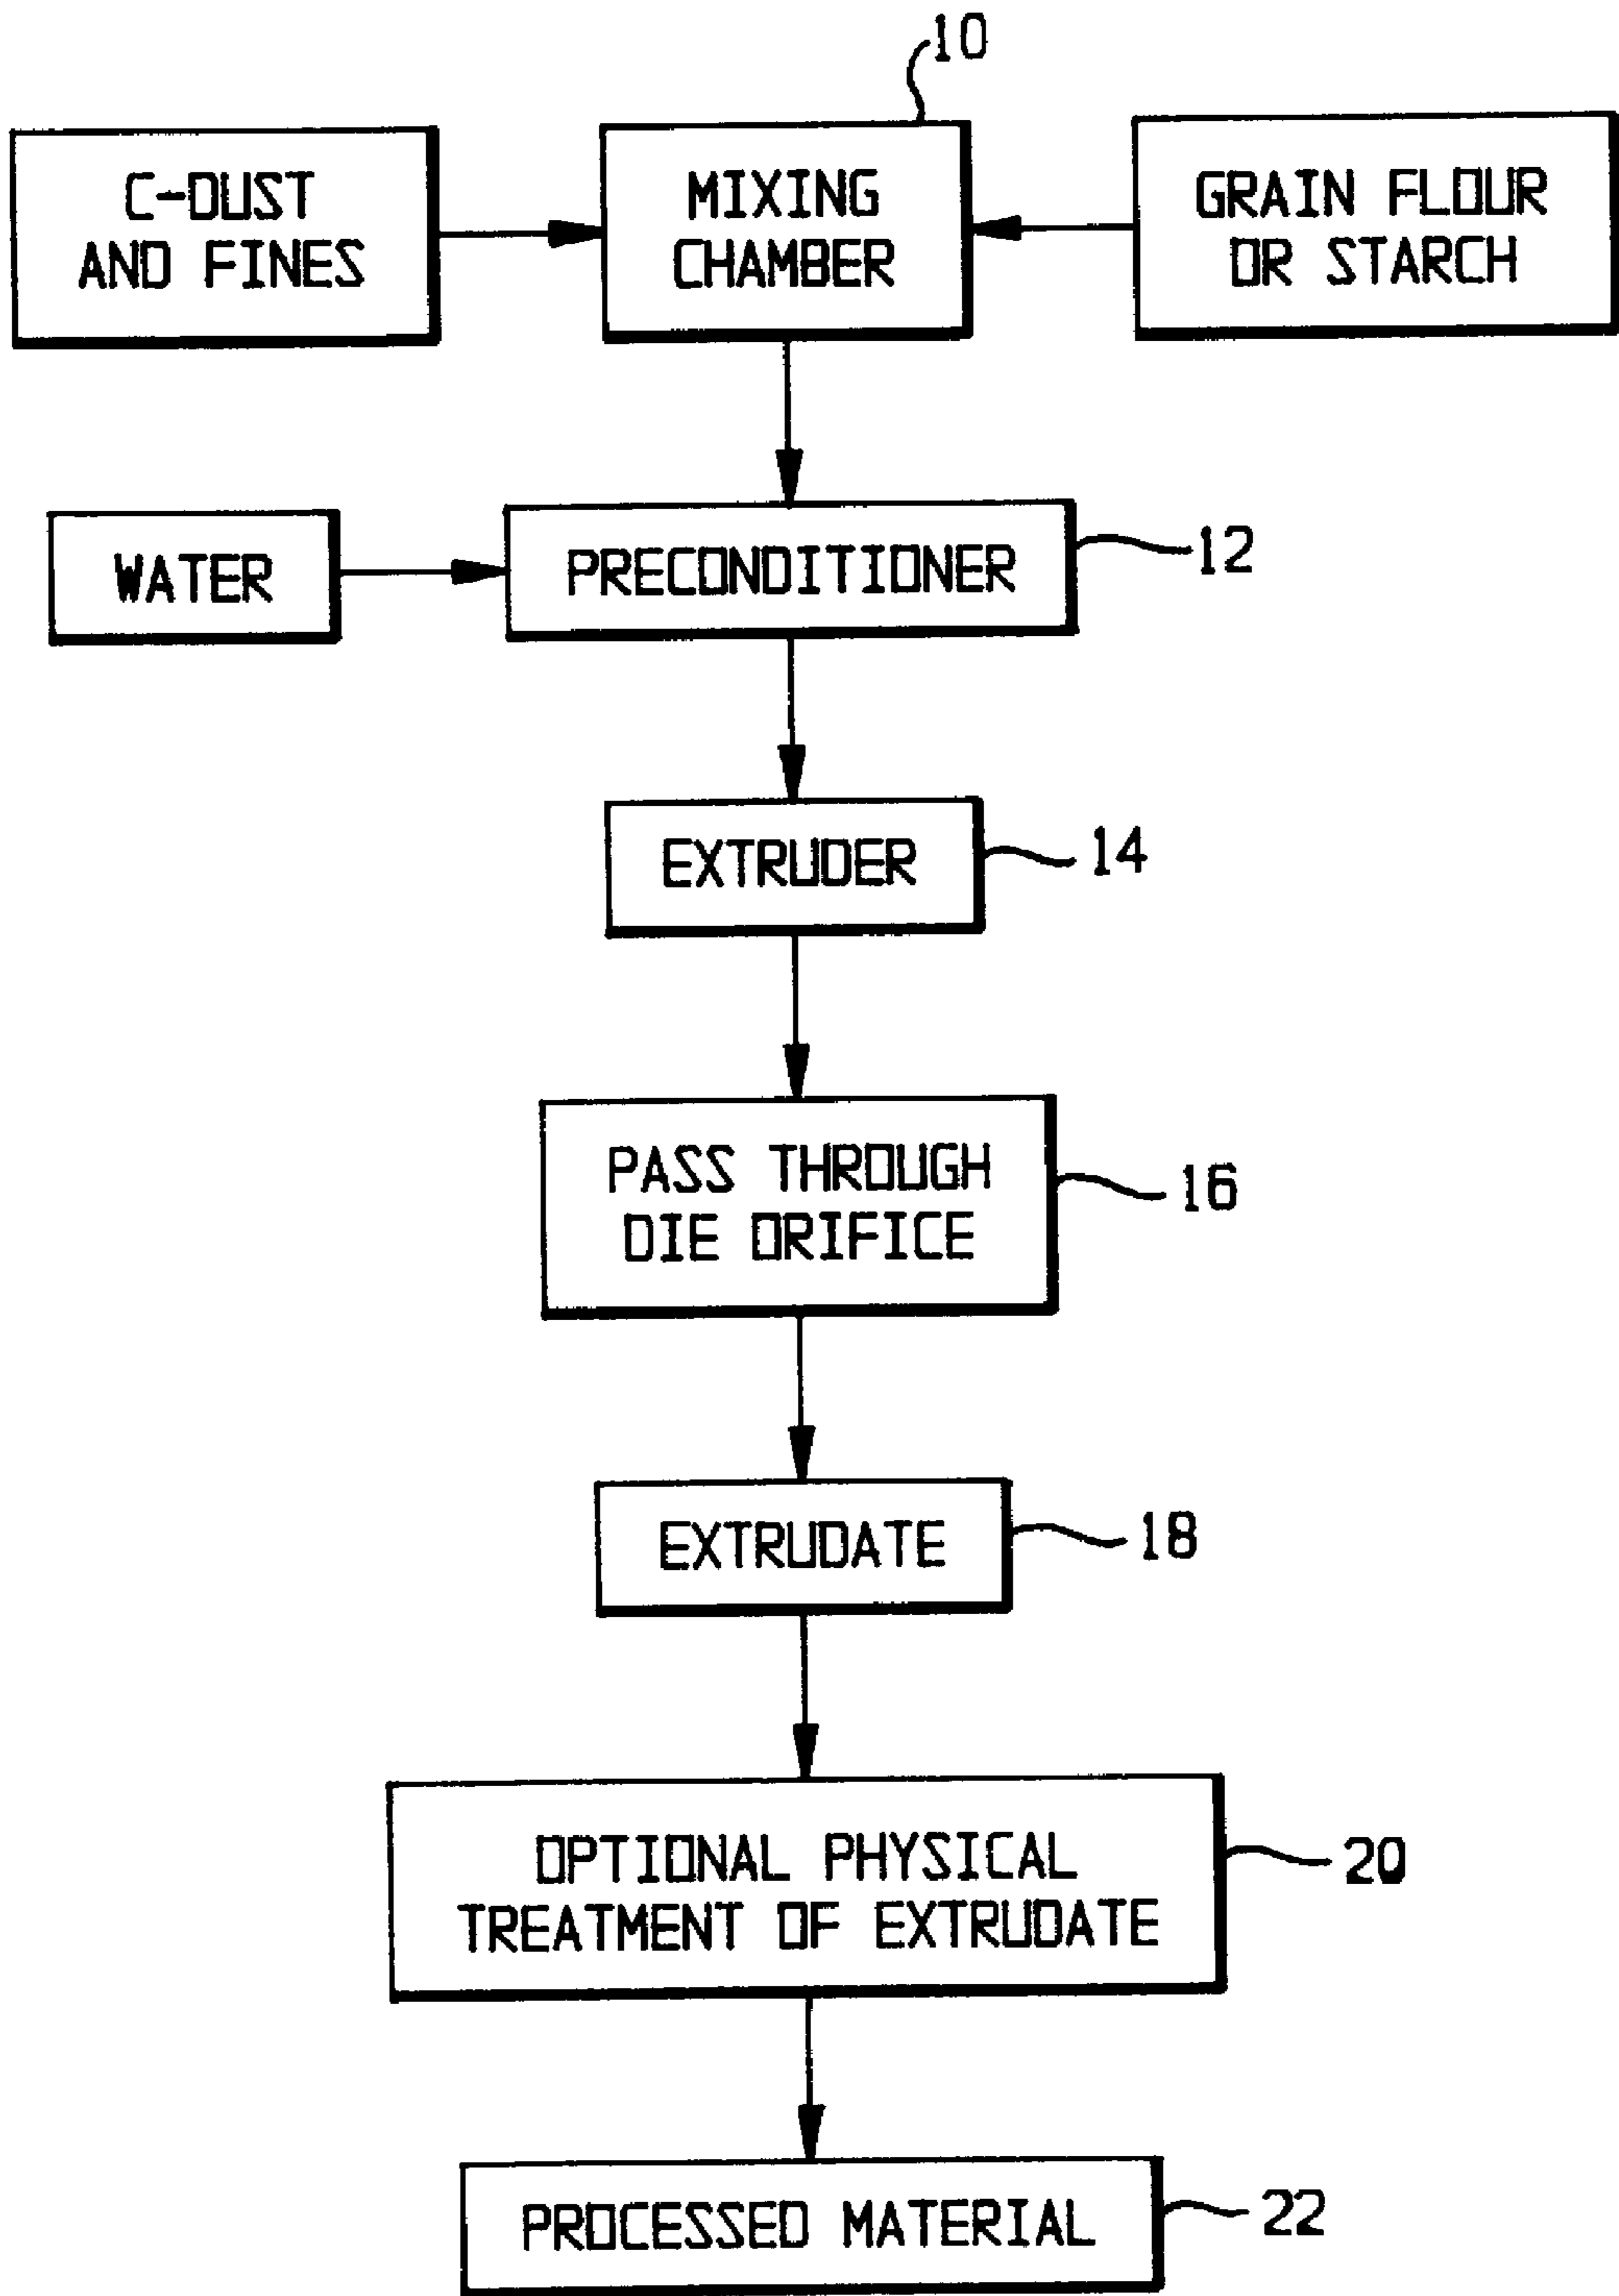 10
C-DUST
AND FINES
MIXING
CHAMBER
GRAIN FLOUR
OR STARCH
WATER
PRECONDITIONER
12
EXTRUDER
14
PASS THROUGH
DIE ORIFICE
16
EXTRUDATE
18
OPTIONAL PHYSICAL
TREATMENT OF EXTRUDATE
20
PROCESSED MATERIAL
22